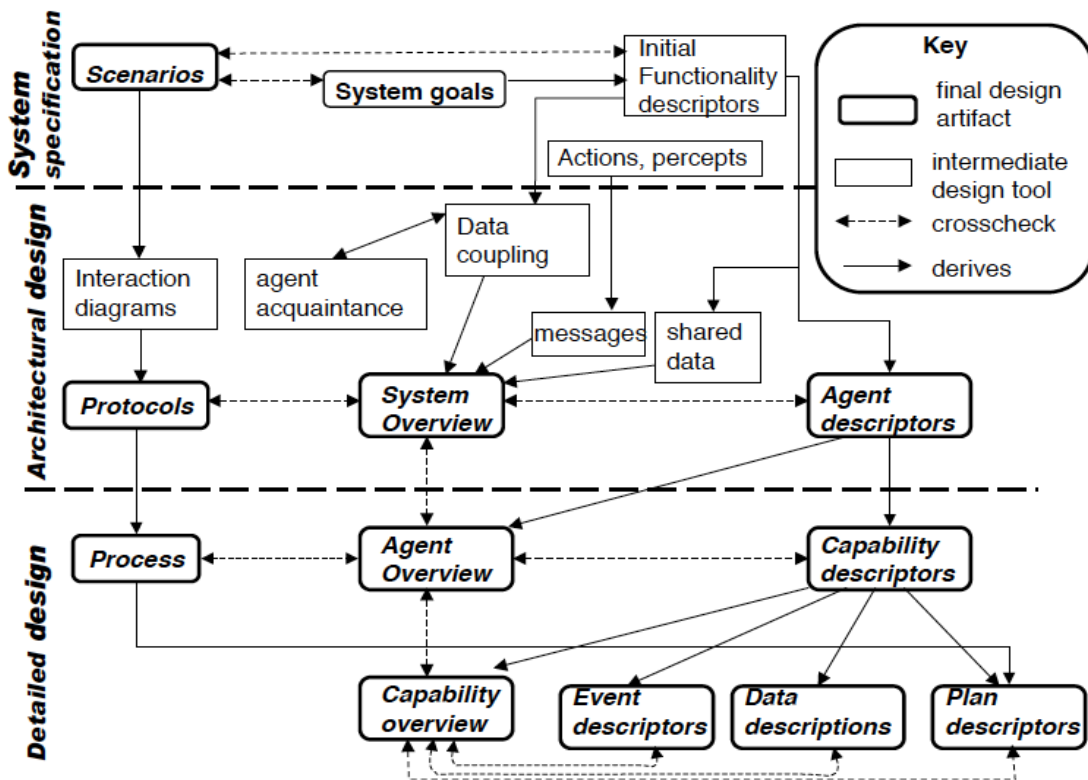 System
specification
Scenarios
System goals
Initial
Functionality
descriptors
Actions, percepts
Key
final design
artifact
intermediate
design tool
crosscheck
derives
Architectural design
Interaction
diagrams
agent
acquaintance
Data
coupling
messages
shared
data
Protocols
System
Overview
Agent
descriptors
Detailed design
Process
Agent
Overview
Capability
descriptors
Capability
overview
Event
descriptors
Data
descriptions
Plan
descriptors